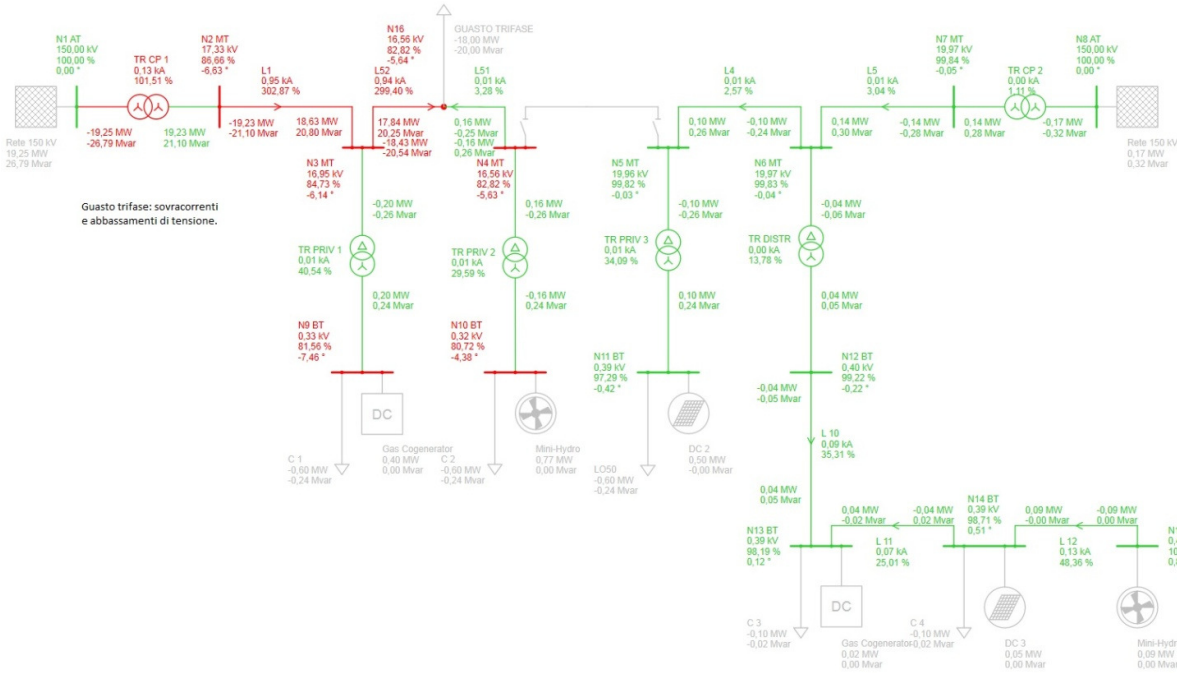 N1 AT
150,00 kV
100,00 %
0,00 °
TR CP 1
0,13 kA
101,51 %
N2 MT
17,33 kV
86,66 %
-6,63 °
L1
0,95 kA
302,87 %
N16
16,56 kV
82,82 %
-5,64 °
L52
0,94 kA
299,40 %
GUASTO TRIFASE
-18,00 MW
-20,00 Mvar
L51
0,01 kA
3,28 %
L4
0,01 kA
2,57 %
L5
0,01 kA
3,04 %
N7 MT
19,97 kV
99,84 %
-0,05 °
TR CP 2
0,00 kA
1,11 %
N8 AT
150,00 kV
100,00 %
0,00 °
Rete 150 kV
19,25 MW
26,79 Mvar
-19,25 MW
-26,79 Mvar
19,23 MW
21,10 Mvar
-19,23 MW
-21,10 Mvar
18,63 MW
20,80 Mvar
17,84 MW
20,25 Mvar
-18,43 MW
-20,54 Mvar
0,16 MW
-0,25 Mvar
-0,16 MW
0,26 Mvar
0,10 MW
0,26 Mvar
-0,10 MW
-0,24 Mvar
0,14 MW
0,30 Mvar
-0,14 MW
-0,28 Mvar
0,14 MW
0,28 Mvar
-0,17 MW
-0,32 Mvar
Rete 150 kV
0,17 MW
0,32 Mvar
N3 MT
16,95 kV
84,73 %
-6,14 °
N4 MT
16,56 kV
82,82 %
-5,63 °
N5 MT
19,96 kV
99,82 %
-0,03 °
N6 MT
19,97 kV
99,83 %
-0,04 °
Guasto trifase: sovracorrenti
e abbassamenti di tensione.
-0,20 MW
-0,26 Mvar
0,16 MW
-0,26 Mvar
-0,10 MW
-0,26 Mvar
-0,04 MW
-0,06 Mvar
TR PRIV 1
0,01 kA
40,54 %
TR PRIV 2
0,01 kA
29,59 %
TR PRIV 3
0,01 kA
34,09 %
TR DISTR
0,00 kA
13,78 %
0,20 MW
0,24 Mvar
-0,16 MW
0,24 Mvar
0,10 MW
0,24 Mvar
0,04 MW
0,05 Mvar
N9 BT
0,33 kV
81,56 %
-7,46 °
N10 BT
0,32 kV
80,72 %
-4,38 °
N11 BT
0,39 kV
97,29 %
-0,42 °
N12 BT
0,40 kV
99,22 %
-0,22 °
-0,04 MW
-0,05 Mvar
DC
C 1
-0,60 MW
-0,24 Mvar
Gas Cogenerator
0,40 MW
0,00 Mvar
C 2
-0,60 MW
-0,24 Mvar
Mini-Hydro
0,77 MW
0,00 Mvar
LO50
-0,60 MW
-0,24 Mvar
DC 2
0,50 MW
-0,00 Mvar
L 10
0,09 kA
35,31 %
0,04 MW
0,05 Mvar
N13 BT
0,39 kV
98,19 %
0,12 °
0,04 MW
-0,02 Mvar
-0,04 MW
0,02 Mvar
L 11
0,07 kA
25,01 %
N14 BT
0,39 kV
98,71 %
0,51 °
0,09 MW
-0,00 Mvar
-0,09 MW
0,00 Mvar
L 12
0,13 kA
48,36 %
DC
C 3
-0,10 MW
-0,02 Mvar
Gas Cogenerator
0,02 MW
0,00 Mvar
C 4
-0,10 MW
-0,02 Mvar
DC 3
0,05 MW
0,00 Mvar
Mini-Hydr
0,09 MW
0,00 Mvar